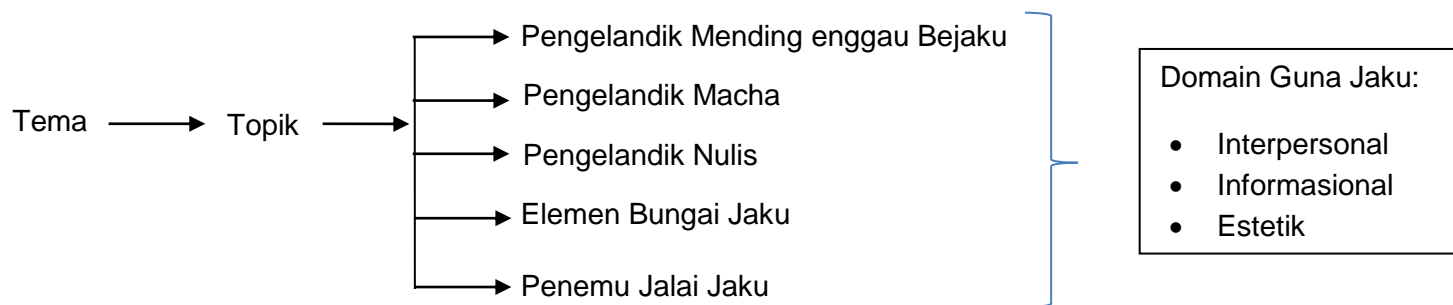 Tema
Topik
Pengelandik Mending enggau Bejaku
Pengelandik Macha
Pengelandik Nulis
Elemen Bungai Jaku
Penemu Jalai Jaku
Domain Guna Jaku:
• Interpersonal
• Informasional
• Estetik